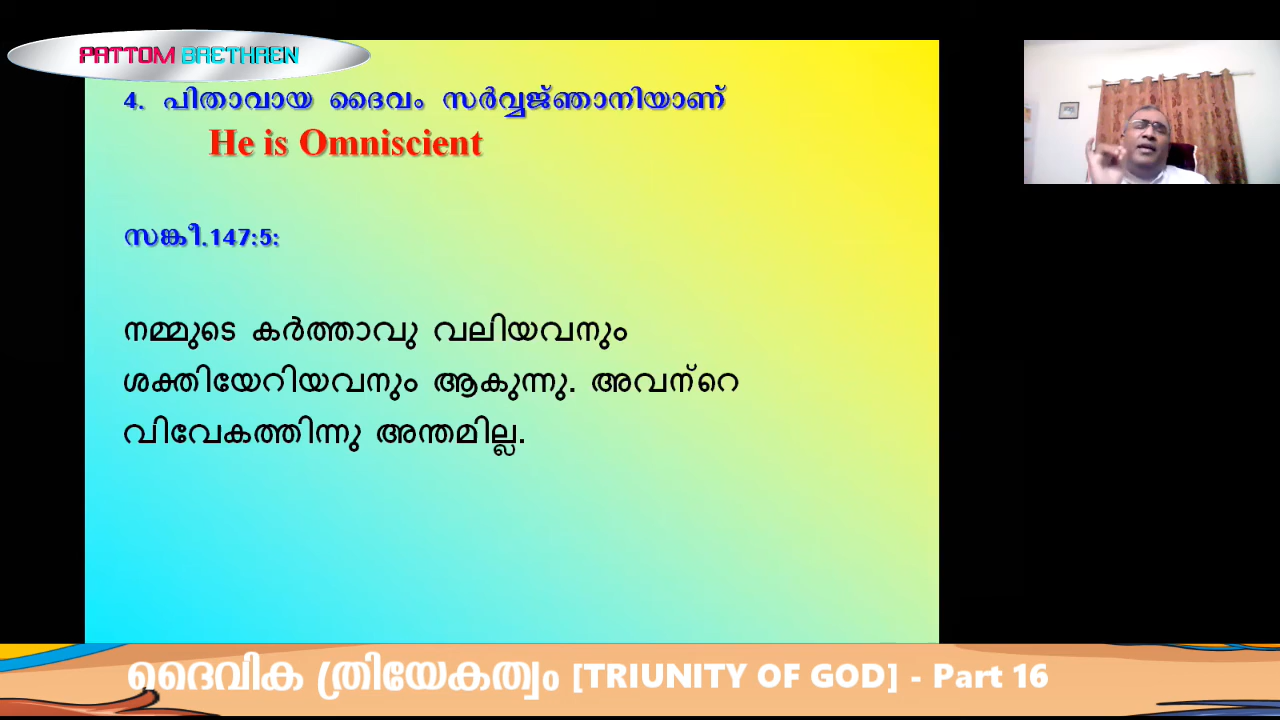 PATTOM BRETHREN
4. പിതാവായ ദൈവം സർവ്വജ്ഞാനിയാണ്
He is Omniscient
സങ്കീ.147:5:
നമ്മുടെ കർത്താവു വലിയവനും
ശക്തിയേറിയവനും ആകുന്നു. അവന്റെ
വിവേകത്തിന്നു അന്തമില്ല.
ദൈവിക ത്രിയേകത്വം [TRIUNITY OF GOD] - Part 16